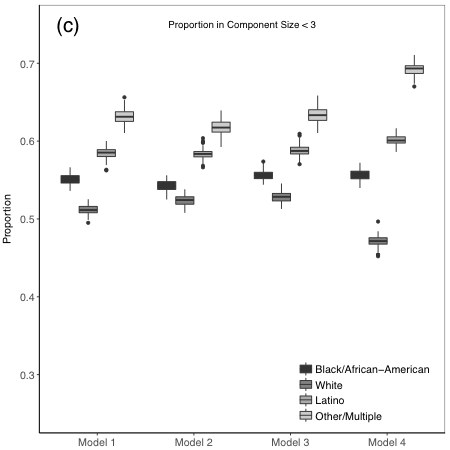 (c)
Proportion in Component Size < 3
0.7
0.6
0.5
0.4
0.3
Proportion
Black/African−American
White
Latino
Other/Multiple
Model 1 Model 2 Model 3 Model 4